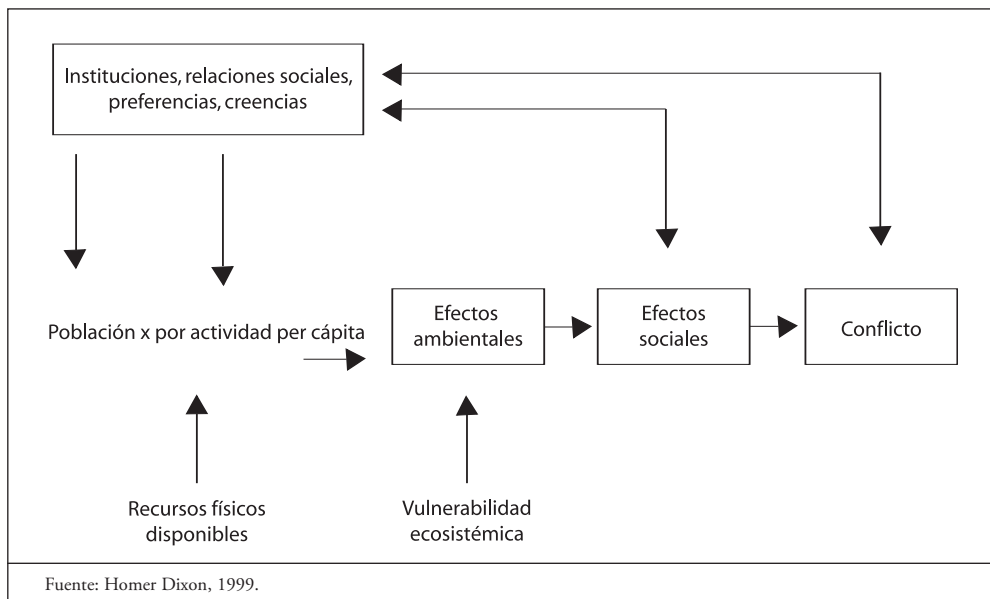 Instituciones, relaciones sociales,
preferencias, creencias
Población x por actividad per cápita
Efectos
ambientales
Efectos
sociales
Conflicto
Recursos físicos
disponibles
Vulnerabilidad
ecosistémica
Fuente: Homer Dixon, 1999.